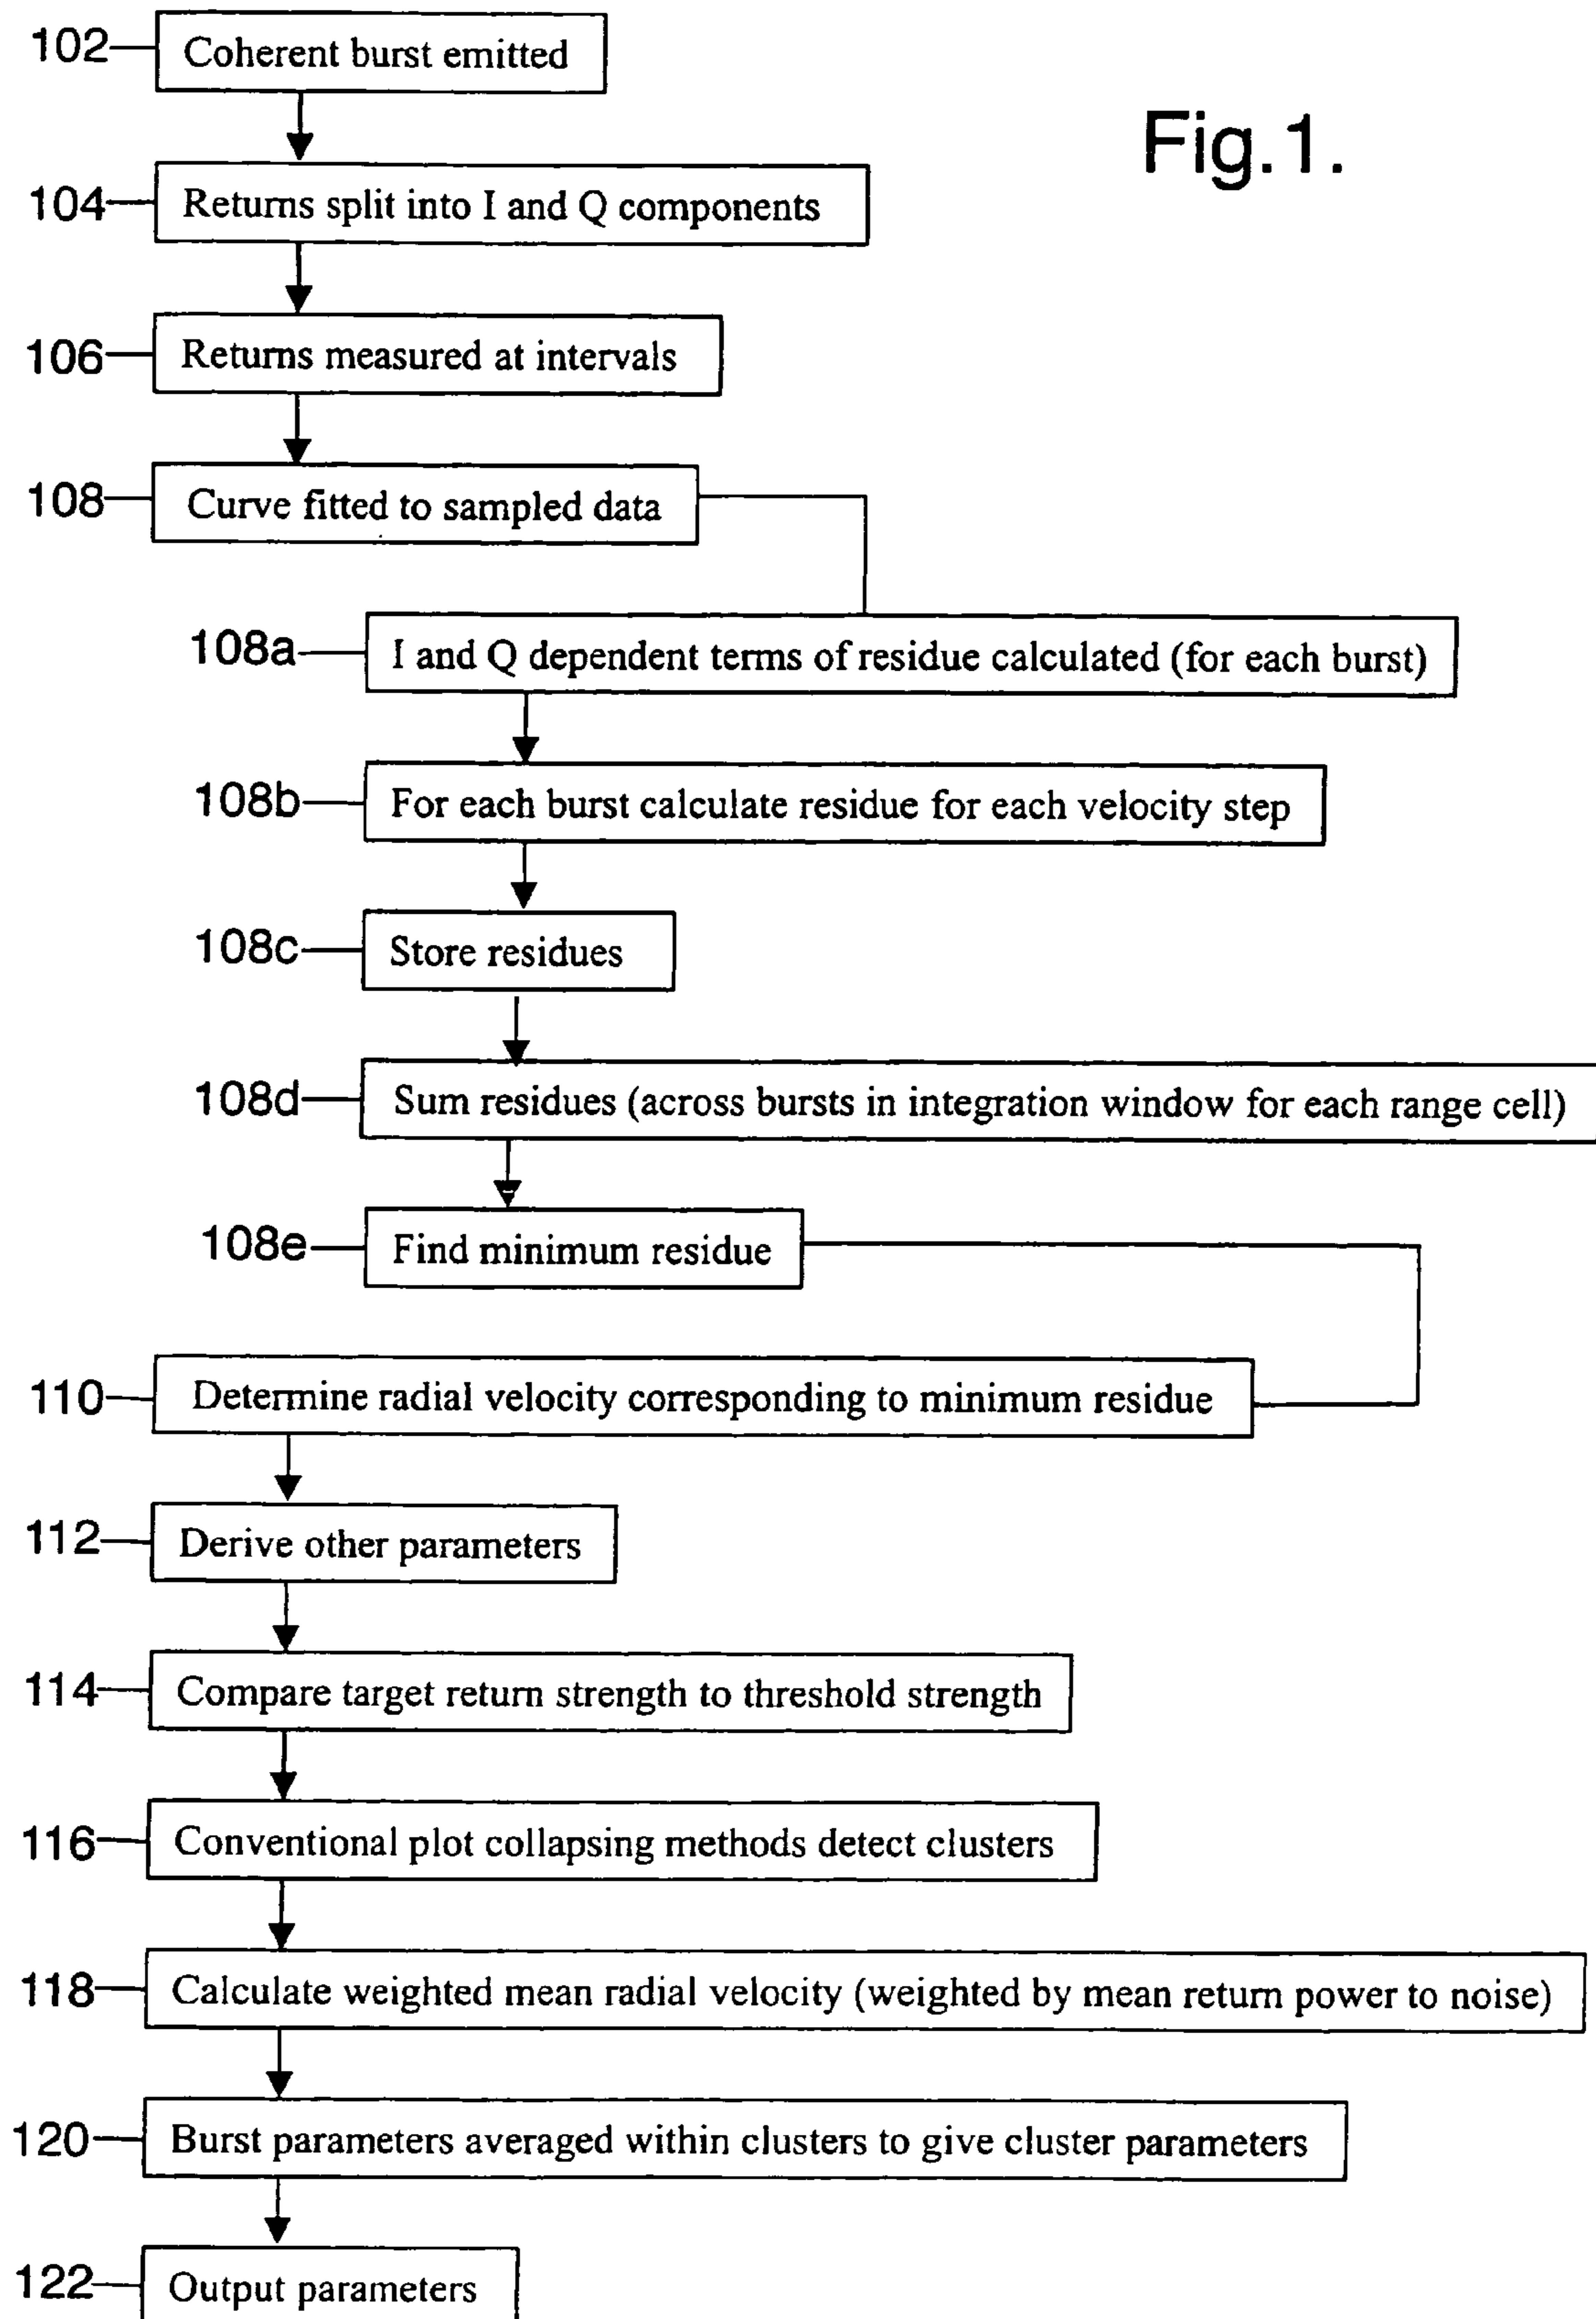 102 Coherent burst emitted
Fig.1.
104 Returns split into I and Q components
106 Returns measured at intervals
108 Curve fitted to sampled data
108a I and Q dependent terms of residue calculated (for each burst)
108b For each burst calculate residue for each velocity step
108c Store residues
108d Sum residues (across bursts in integration window for each range cell)
108e Find minimum residue
110 Determine radial velocity corresponding to minimum residue
112 Derive other parameters
114 Compare target return strength to threshold strength
116 Conventional plot collapsing methods detect clusters
118 Calculate weighted mean radial velocity (weighted by mean return power to noise)
120 Burst parameters averaged within clusters to give cluster parameters
122 Output parameters